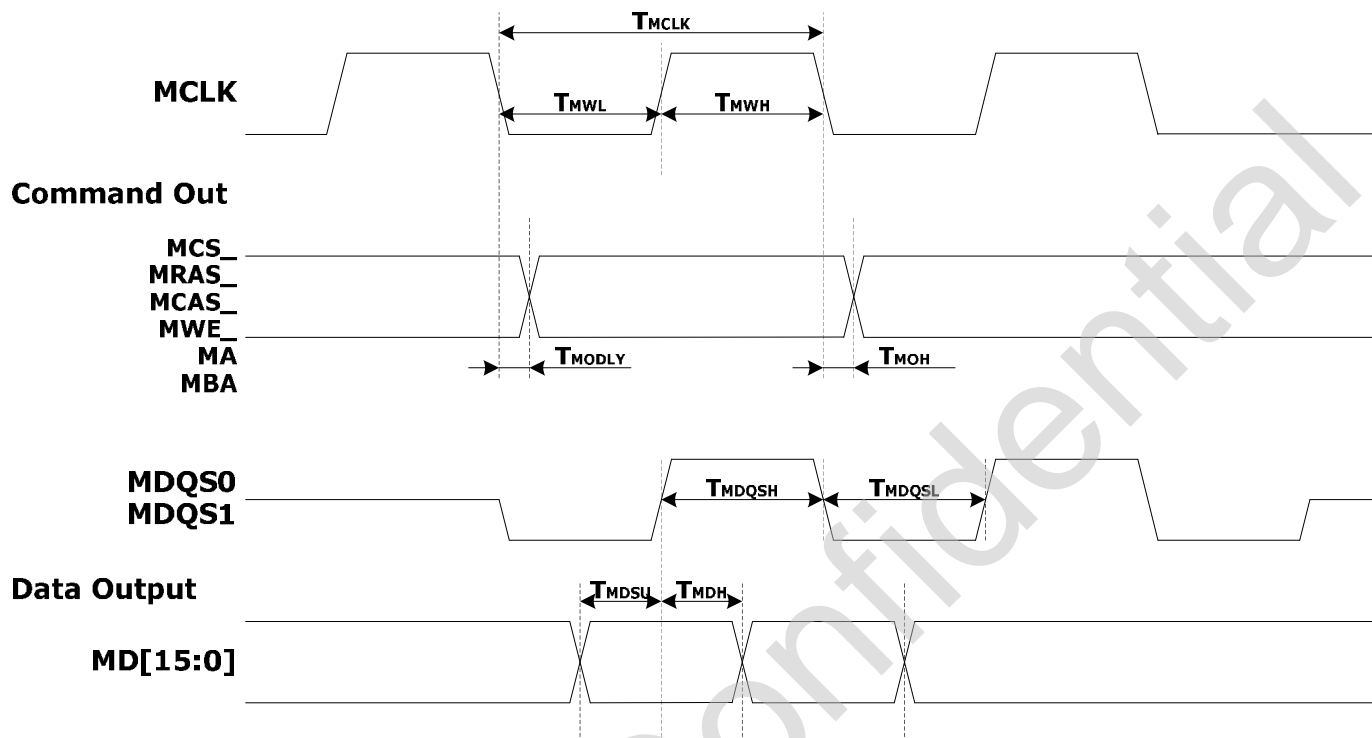 TMCLK
MCLK
TMWL
TMWH
Command Out
MCS_
MRAS_
MCAS_
MWE_
MA
MBA
TMODLY
TMOH
MDQS0
MDQS1
TMDQSH
TMDQSL
Data Output
TMDSU
TMDH
MD[15:0]
onfidential